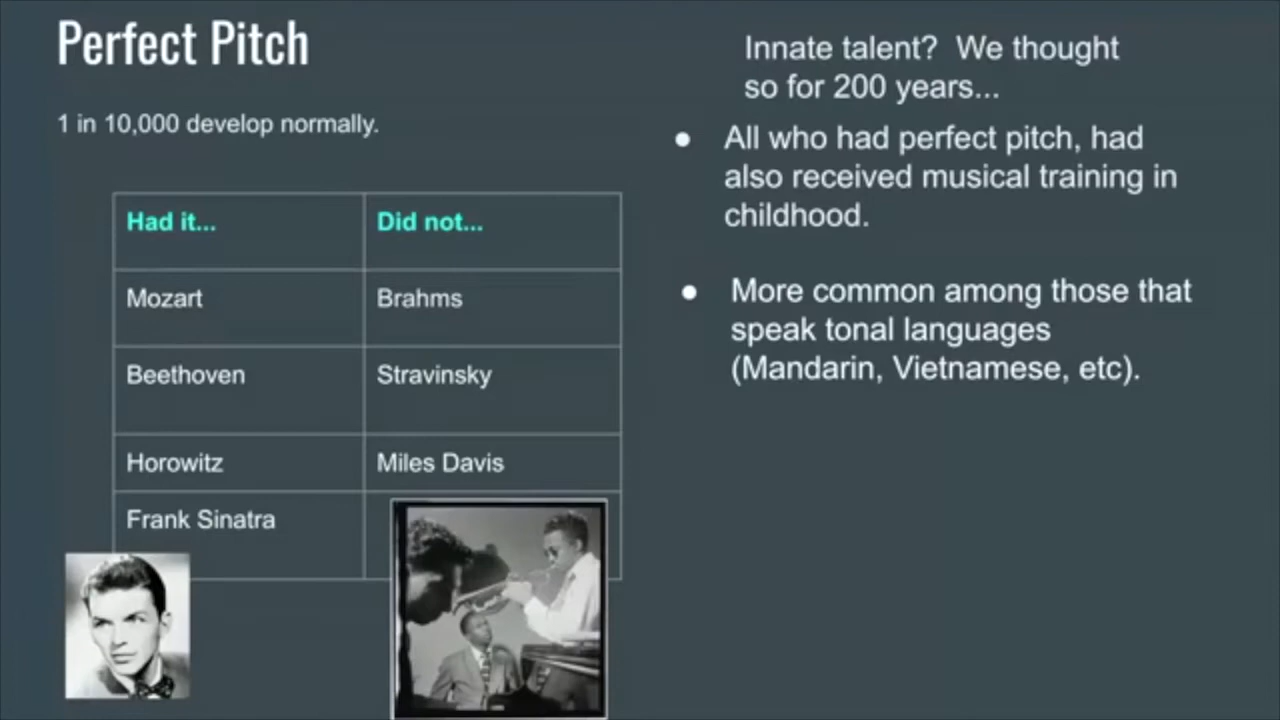 Perfect Pitch
1 in 10,000 develop normally.
Had it...
Did not...
Mozart
Brahms
Beethoven
Stravinsky
Horowitz
Miles Davis
Frank Sinatra
Innate talent?  We thought
so for 200 years...
● All who had perfect pitch, had
also received musical training in
childhood.
● More common among those that
speak tonal languages
(Mandarin, Vietnamese, etc).